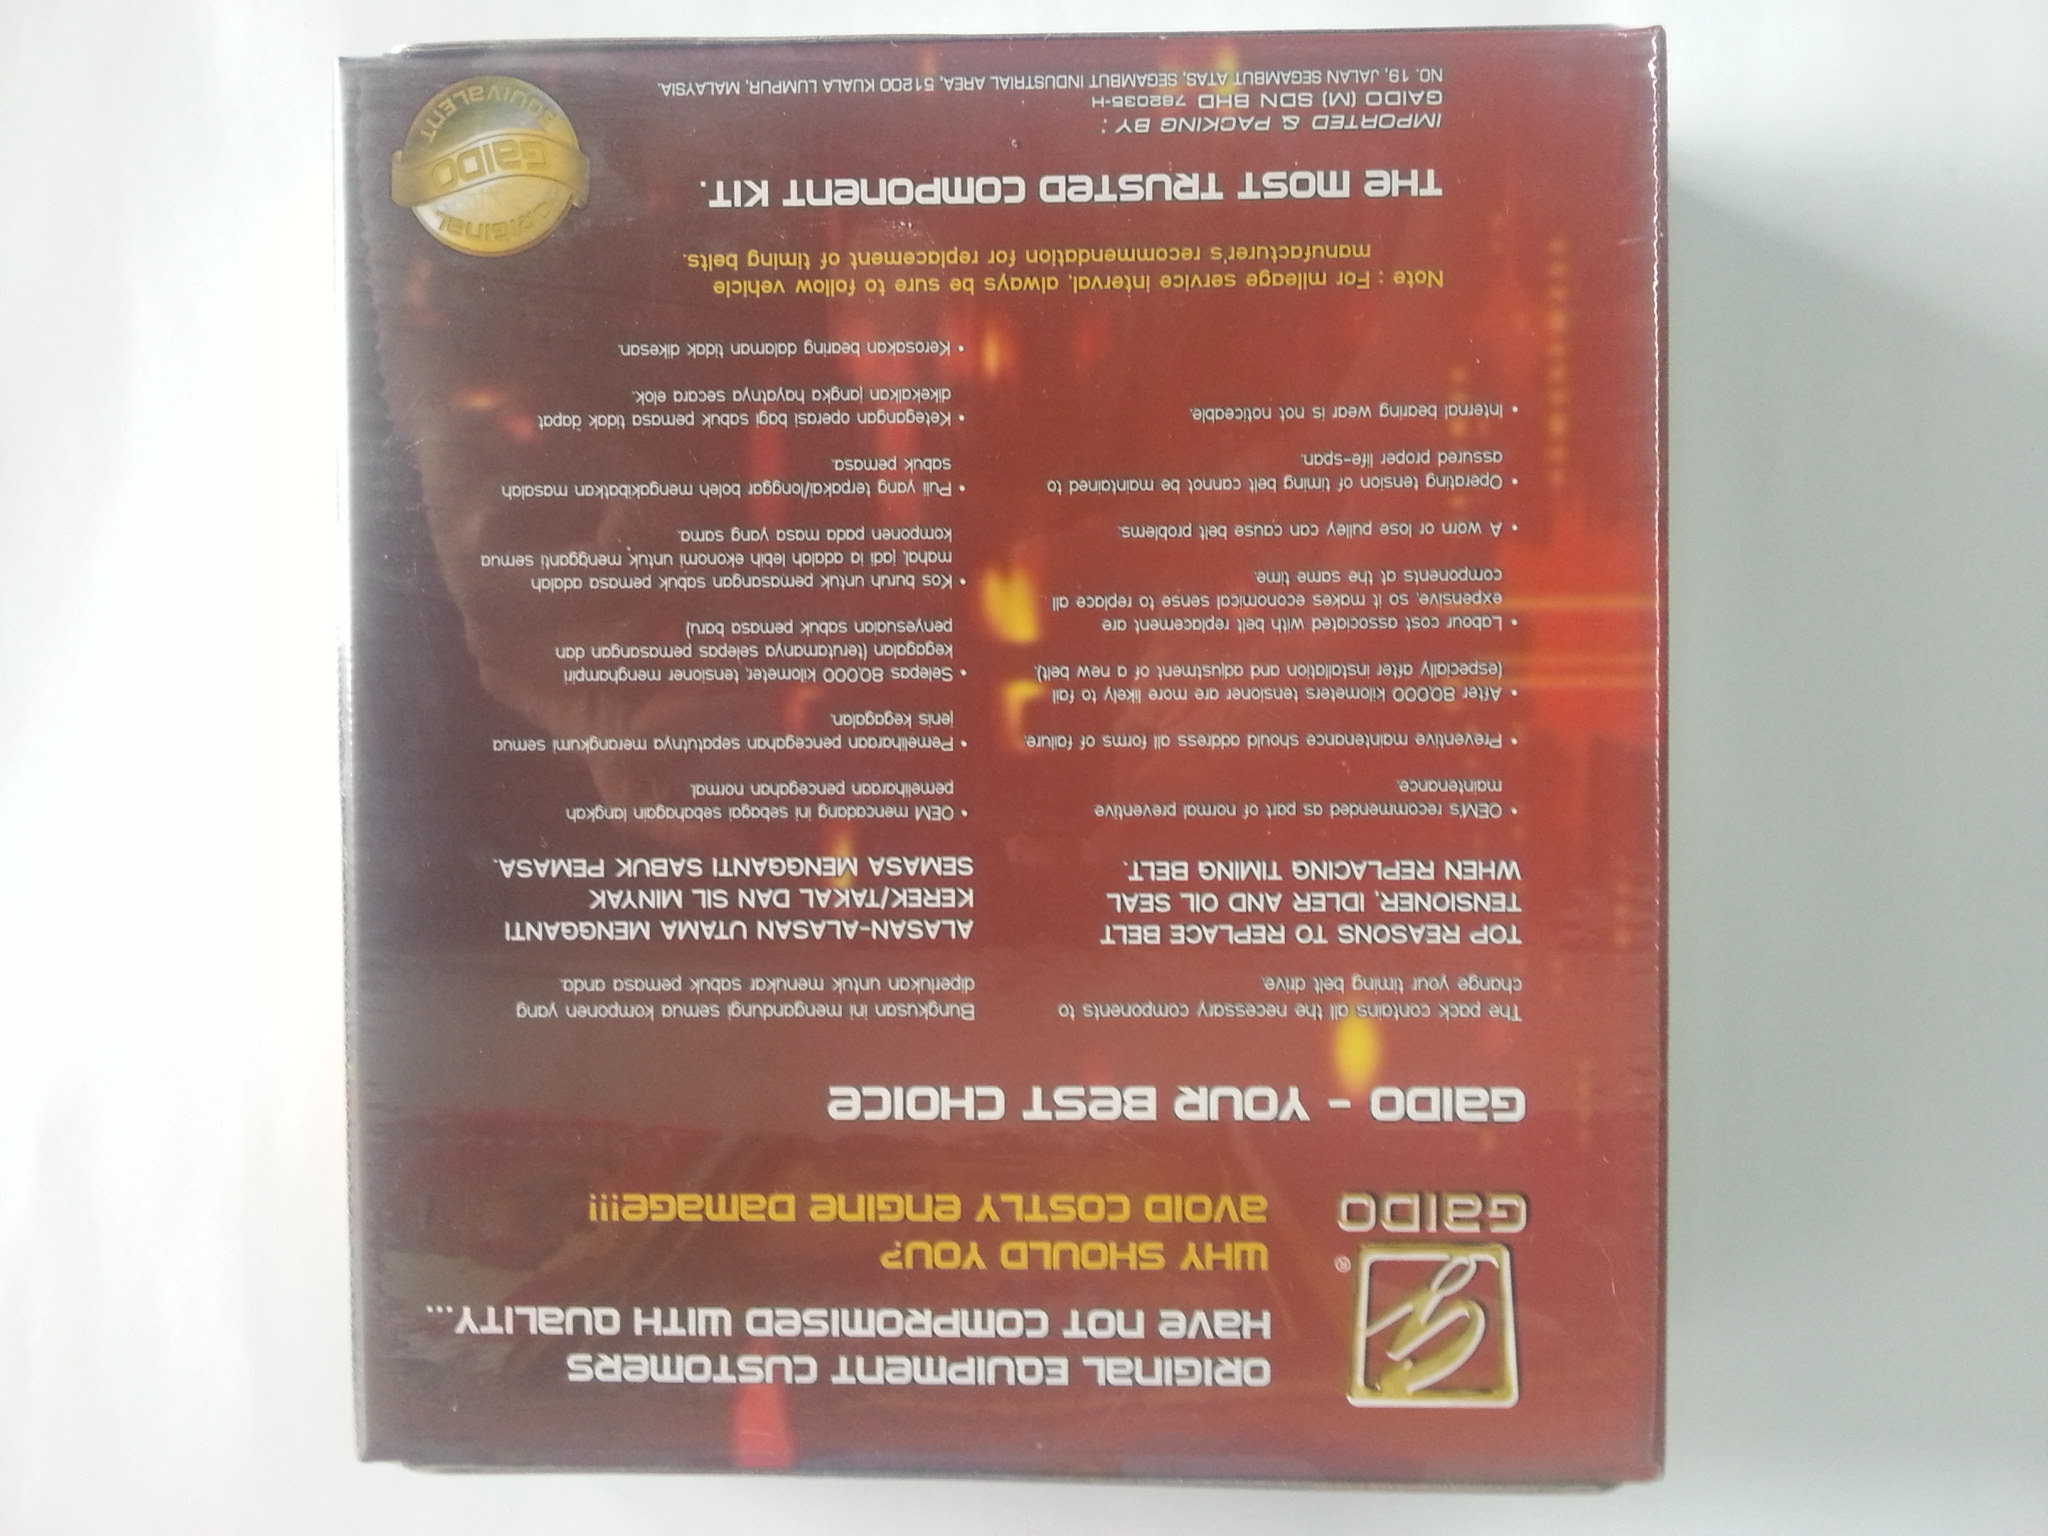 GAIDO
®
ORIGINAL EQUIPMENT CUSTOMERS
HAVE NOT COMPROMISED WITH QUALITY...
WHY SHOULD YOU?
AVOID COSTLY ENGINE DAMAGE!!!
GAIDO - YOUR BEST CHOICE
The pack contains all the necessary components to
change your timing belt drive.
TOP REASONS TO REPLACE BELT
TENSIONER, IDLER AND OIL SEAL
WHEN REPLACING TIMING BELT.
• OEM's recommended as part of normal preventive
maintenance.
• Preventive maintenance should address all forms of failure.
• After 80,000 kilometers tensioner are more likely to fail
(especially after installation and adjustment of a new belt).
• Labour cost associated with belt replacement are
expensive, so it makes economical sense to replace all
components at the same time.
• A worn or lose pulley can cause belt problems.
• Operating tension of timing belt cannot be maintained to
assured proper life-span.
• Internal bearing wear is not noticeable.
Bungkusan ini mengandungi semua komponen yang
diperlukan untuk menukar sabuk pemasa anda.
ALASAN-ALASAN UTAMA MENGGANTI
KEREK/TAKAL DAN SIL MINYAK
SEMASA MENGGANTI SABUK PEMASA.
• OEM mencadang ini sebagai sebahagain langkah
pemeliharaan pencegahan normal.
• Pemeliharaan pencegahan sepatutnya merangkumi semua
jenis kegagalan.
• Selepas 80,000 kilometer, tensioner menghampiri
kegagalan (terutamanya selepas pemasangan dan
penyesuaian sabuk pemasa baru)
• Kos buruh untuk pemasangan sabuk pemasa adalah
mahal, jadi ia adalah lebih ekonomi untuk mengganti semua
komponen pada masa yang sama.
• Puli yang terpakai/longgar boleh mengakibatkan masalah
sabuk pemasa.
• Ketegangan operasi bagi sabuk pemasa tidak dapat
dikekalkan jangka hayatnya secara elok.
• Kerosakan bearing dalaman tidak dikesan.
Note : For mileage service interval, always be sure to follow vehicle
manufacturer's recommendation for replacement of timing belts.
THE MOST TRUSTED COMPONENT KIT.
IMPORTED & PACKING BY :
GAIDO (M) SDN BHD 782035-H
NO. 19, JALAN SEGAMBUT ATAS, SEGAMBUT INDUSTRIAL AREA, 51200 KUALA LUMPUR, MALAYSIA.
ORIGINAL
GAIDO
EQUIVALENT